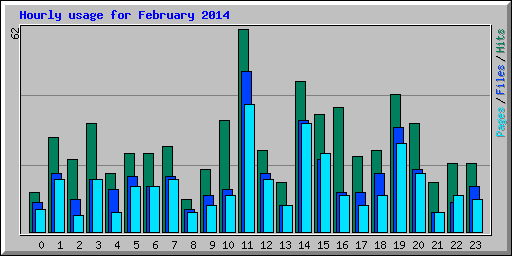 Hourly usage for February 2014
62
Pages / Files / Hits
0 1 2 3 4 5 6 7 8 9 10 11 12 13 14 15 16 17 18 19 20 21 22 23